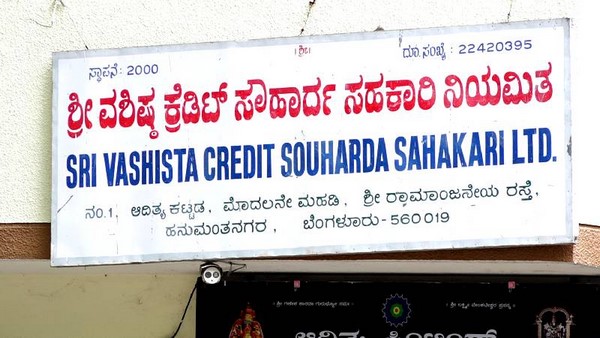 ।ಶ್ರೀ।
ಸ್ಥಾಪನೆ: 2000 ದೂ.ಸಂಖ್ಯೆ: 22420395
ಶ್ರೀ ವಶಿಷ್ಠ ಕ್ರೆಡಿಟ್ ಸೌಹಾರ್ದ ಸಹಕಾರಿ ನಿಯಮಿತ
SRI VASHISTA CREDIT SOUHARDA SAHAKARI LTD.
ನಂ.1, ಆದಿತ್ಯ ಕಟ್ಟಡ, ಮೊದಲನೇ ಮಹಡಿ, ಶ್ರೀ ರಾಮಾಂಜನೇಯ ರಸ್ತೆ,
ಹನುಮಂತನಗರ, ಬೆಂಗಳೂರು-560019